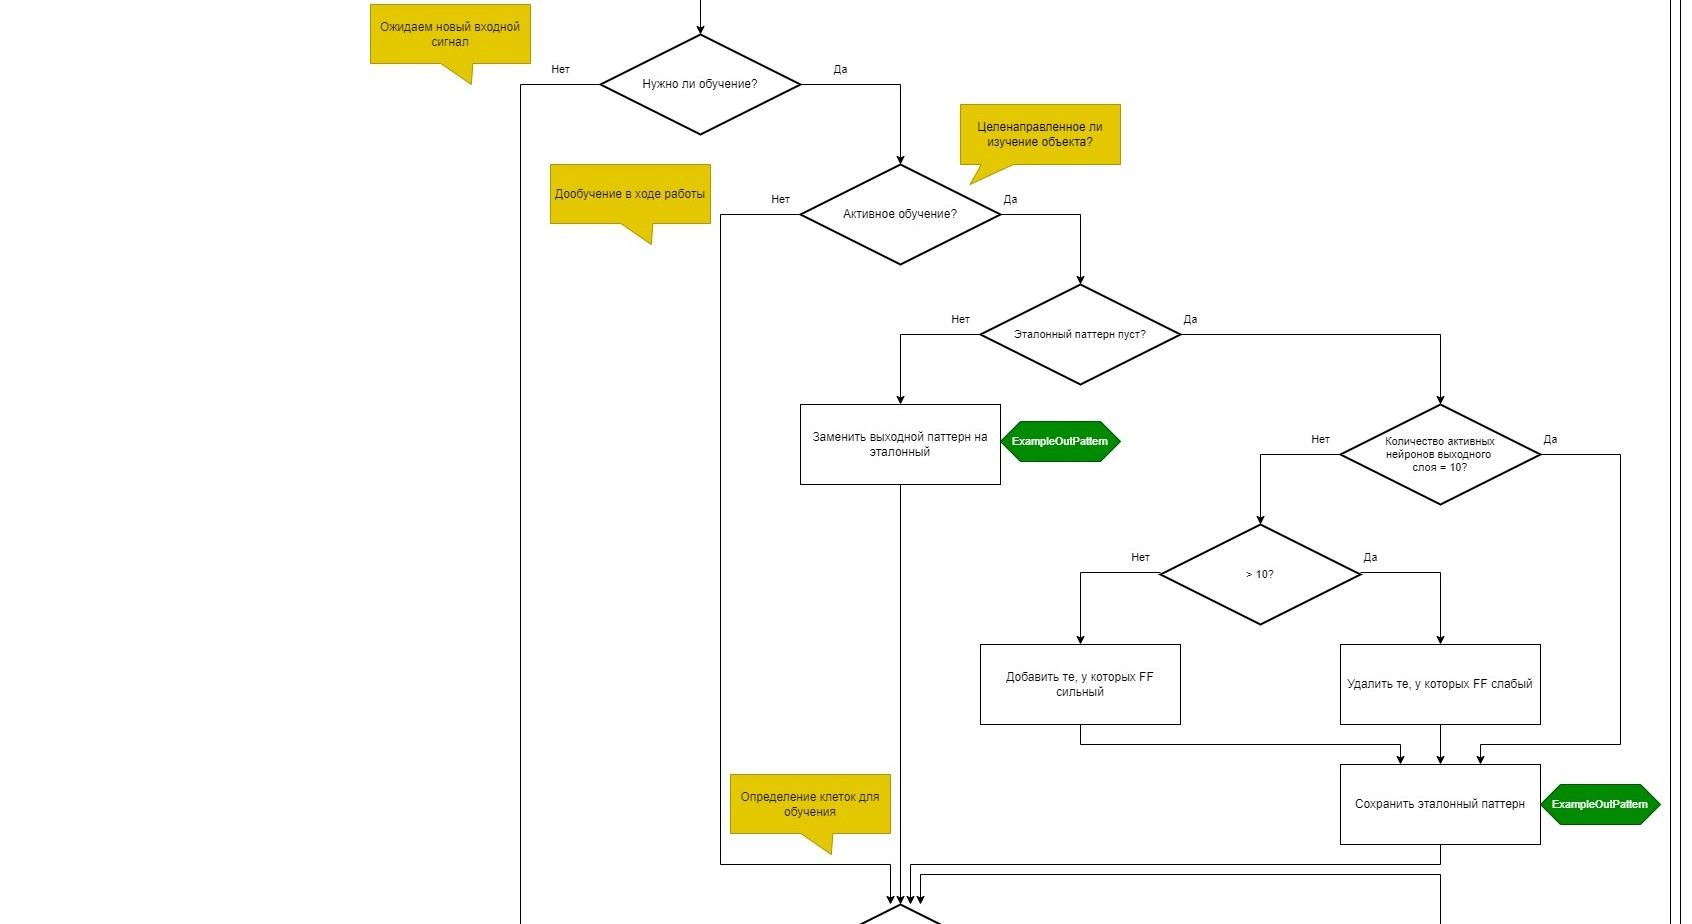 Ожидаем новый входной
сигнал
Нет
Нужно ли обучение?
Да
Целенаправленное ли
изучение объекта?
Дообучение в ходе работы
Нет
Активное обучение?
Да
Нет
Эталонный паттерн пуст?
Да
Заменить выходной паттерн на
эталонный
ExampleOutPattern
Нет
Количество активных
нейронов выходного
слоя = 10?
Да
Нет
> 10?
Да
Добавить те, у которых FF
сильный
Удалить те, у которых FF слабый
Определение клеток для
обучения
Сохранить эталонный паттерн
ExampleOutPattern